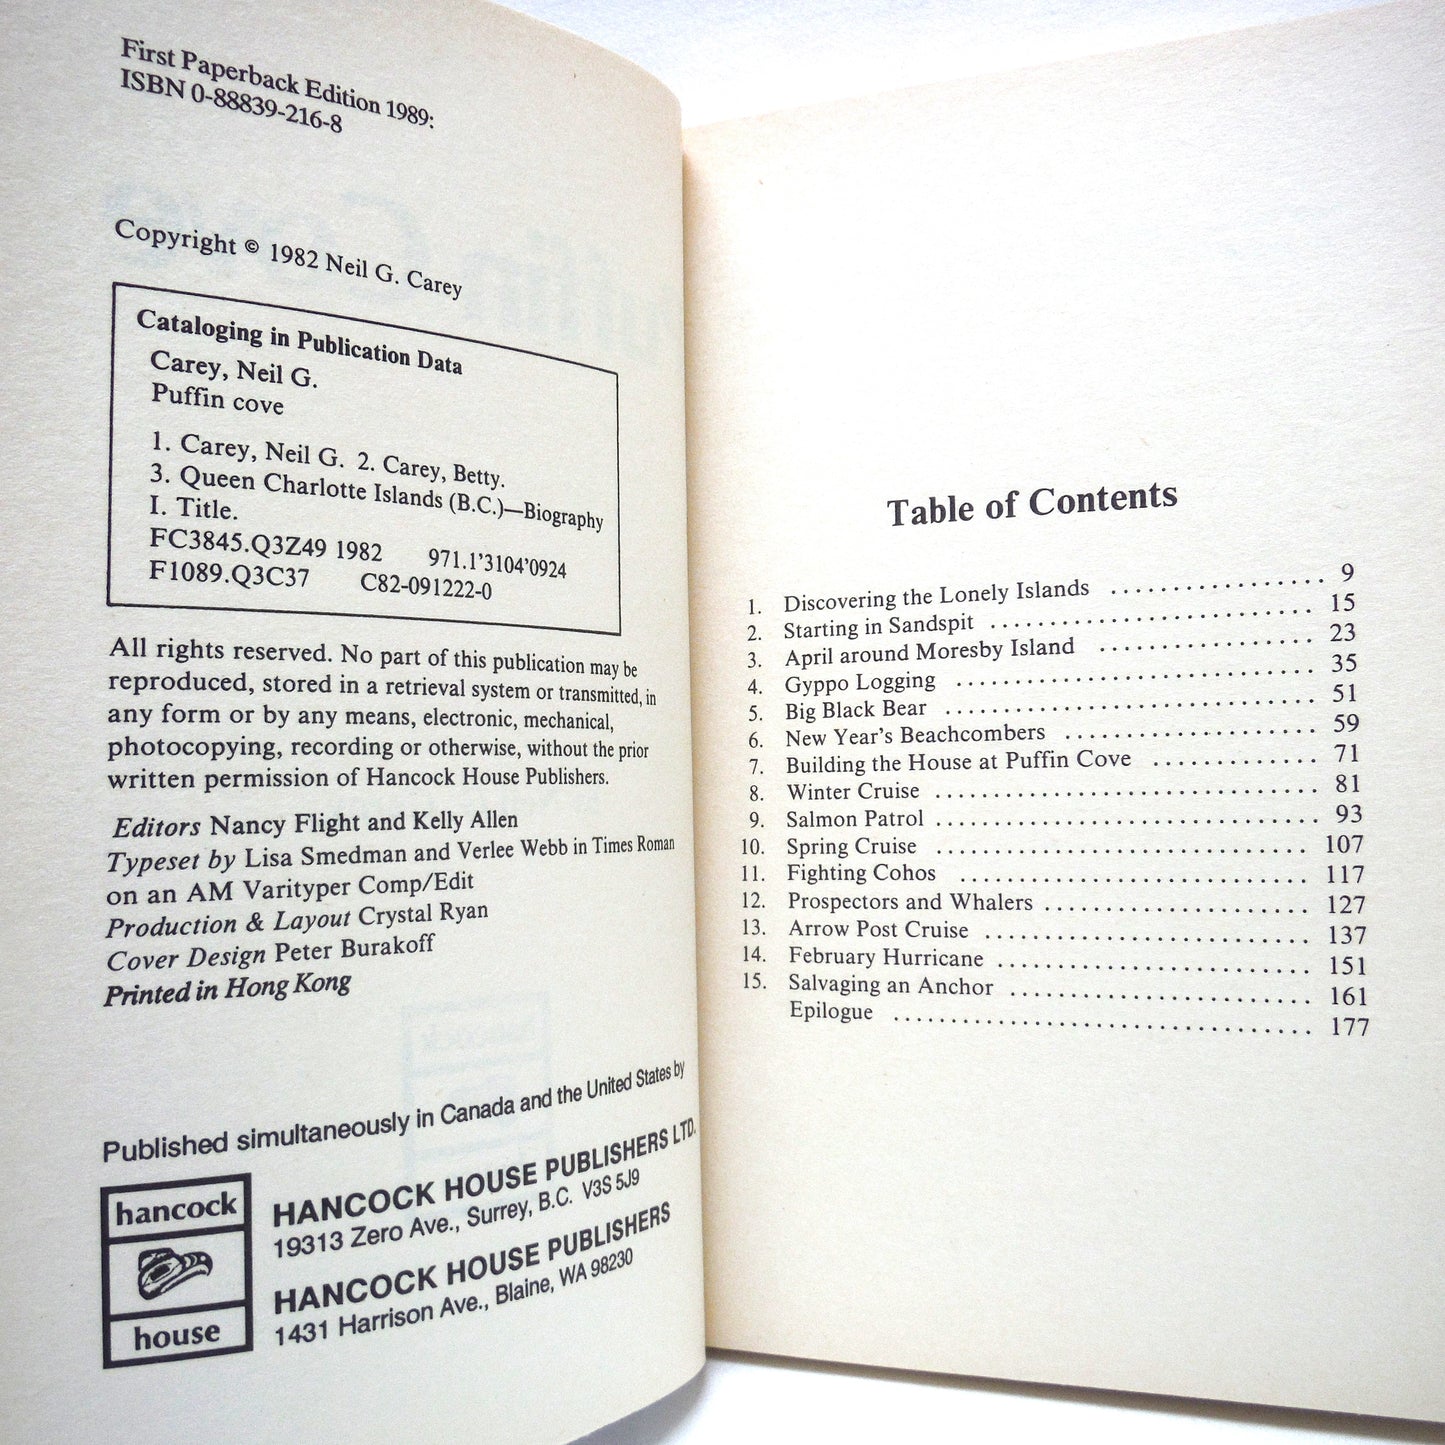 First Paperback Edition 1989:
ISBN 0-88839-216-8
Copyright © 1982 Neil G. Carey
Cataloging in Publication Data
Carey, Neil G.
Puffin cove
1. Carey, Neil G. 2. Carey, Betty.
3. Queen Charlotte Islands (B.C.)—Biography
I. Title.
FC3845.Q3Z49 1982 971.1'3104'0924
F1089.Q3C37 C82-091222-0
All rights reserved. No part of this publication may be
reproduced, stored in a retrieval system or transmitted, in
any form or by any means, electronic, mechanical,
photocopying, recording or otherwise, without the prior
written permission of Hancock House Publishers.
Editors Nancy Flight and Kelly Allen
Typeset by Lisa Smedman and Verlee Webb in Times Roman
on an AM Varityper Comp/Edit
Production & Layout Crystal Ryan
Cover Design Peter Burakoff
Printed in Hong Kong
Published simultaneously in Canada and the United States by
hancock
house
HANCOCK HOUSE PUBLISHERS LTD.
19313 Zero Ave., Surrey, B.C. V3S 5J9
HANCOCK HOUSE PUBLISHERS
1431 Harrison Ave., Blaine, WA 98230
Table of Contents
1. Discovering the Lonely Islands .................... 9
2. Starting in Sandspit .................... 15
3. April around Moresby Island .................... 23
4. Gyppo Logging .................... 35
5. Big Black Bear .................... 51
6. New Year's Beachcombers .................... 59
7. Building the House at Puffin Cove .................... 71
8. Winter Cruise .................... 81
9. Salmon Patrol .................... 93
10. Spring Cruise .................... 107
11. Fighting Cohos .................... 117
12. Prospectors and Whalers .................... 127
13. Arrow Post Cruise .................... 137
14. February Hurricane .................... 151
15. Salvaging an Anchor .................... 161
Epilogue .................... 177